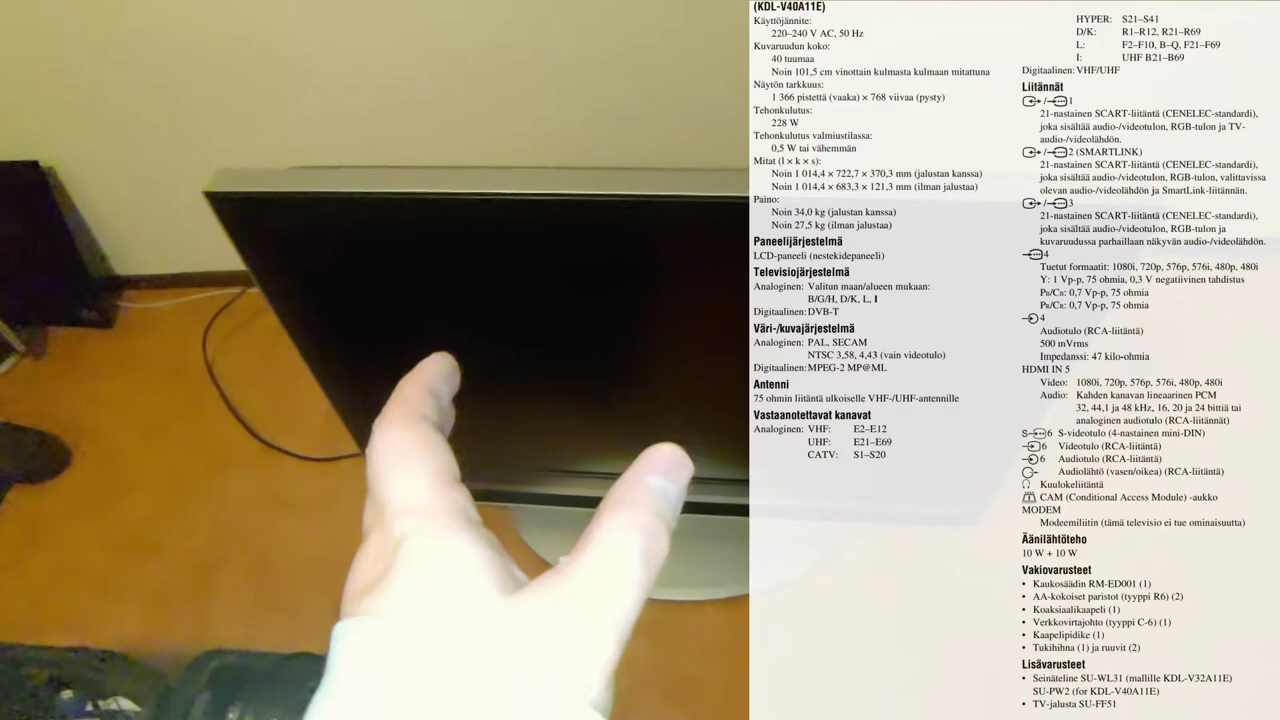 (KDL-V40A11E)
Käyttöjännite:
220–240 V AC, 50 Hz
Kuvaruudun koko:
40 tuumaa
Noin 101,5 cm vinottain kulmasta kulmaan mitattuna
Näytön tarkkuus:
1 366 pistettä (vaaka) × 768 viivaa (pysty)
Tehonkulutus:
228 W
Tehonkulutus valmiustilassa:
0,5 W tai vähemmän
Mitat (l × k × s):
Noin 1 014,4 × 722,7 × 370,3 mm (jalustan kanssa)
Noin 1 014,4 × 683,3 × 121,3 mm (ilman jalustaa)
Paino:
Noin 34,0 kg (jalustan kanssa)
Noin 27,5 kg (ilman jalustaa)
Paneelijärjestelmä
LCD-paneeli (nestekidepaneeli)
Televisiojärjestelmä
Analoginen: Valitun maan/alueen mukaan:
B/G/H, D/K, L, I
Digitaalinen: DVB-T
Väri-/kuvajärjestelmä
Analoginen: PAL, SECAM
NTSC 3,58, 4,43 (vain videotulo)
Digitaalinen: MPEG-2 MP@ML
Antenni
75 ohmin liitäntä ulkoiselle VHF-/UHF-antennille
Vastaanotettavat kanavat
Analoginen: VHF: E2–E12
UHF: E21–E69
CATV: S1–S20
HYPER: S21–S41
D/K: R1–R12, R21–R69
L: F2–F10, B–Q, F21–F69
I: UHF B21–B69
Digitaalinen: VHF/UHF
Liitännät
/ 1
21-nastainen SCART-liitäntä (CENELEC-standardi),
joka sisältää audio-/videotulon, RGB-tulon ja TV-
audio-/videolähdön.
/ 2 (SMARTLINK)
21-nastainen SCART-liitäntä (CENELEC-standardi),
joka sisältää audio-/videotulon, RGB-tulon, valittavissa
olevan audio-/videolähdön ja SmartLink-liitännän.
/ 3
21-nastainen SCART-liitäntä (CENELEC-standardi),
joka sisältää audio-/videotulon, RGB-tulon ja
kuvaruudussa parhaillaan näkyvän audio-/videolähdön.
4
Tuetut formaatit: 1080i, 720p, 576p, 576i, 480p, 480i
Y: 1 Vp-p, 75 ohmia, 0,3 V negatiivinen tahdistus
PB/CB: 0,7 Vp-p, 75 ohmia
PR/CR: 0,7 Vp-p, 75 ohmia
4
Audiotulo (RCA-liitäntä)
500 mVrms
Impedanssi: 47 kilo-ohmia
HDMI IN 5
Video: 1080i, 720p, 576p, 576i, 480p, 480i
Audio: Kahden kanavan lineaarinen PCM
32, 44,1 ja 48 kHz, 16, 20 ja 24 bittiä tai
analoginen audiotulo (RCA-liitännät)
S 6 S-videotulo (4-nastainen mini-DIN)
6 Videotulo (RCA-liitäntä)
6 Audiotulo (RCA-liitäntä)
Audiolähtö (vasen/oikea) (RCA-liitäntä)
Kuulokeliitäntä
CAM (Conditional Access Module) -aukko
MODEM
Modeemiliitin (tämä televisio ei tue ominaisuutta)
Äänilähtöteho
10 W + 10 W
Vakiovarusteet
• Kaukosäädin RM-ED001 (1)
• AA-kokoiset paristot (tyyppi R6) (2)
• Koaksiaalikaapeli (1)
• Verkkovirtajohto (tyyppi C-6) (1)
• Kaapelipidike (1)
• Tukihihna (1) ja ruuvit (2)
Lisävarusteet
• Seinäteline SU-WL31 (mallille KDL-V32A11E)
SU-PW2 (for KDL-V40A11E)
• TV-jalusta SU-FF51